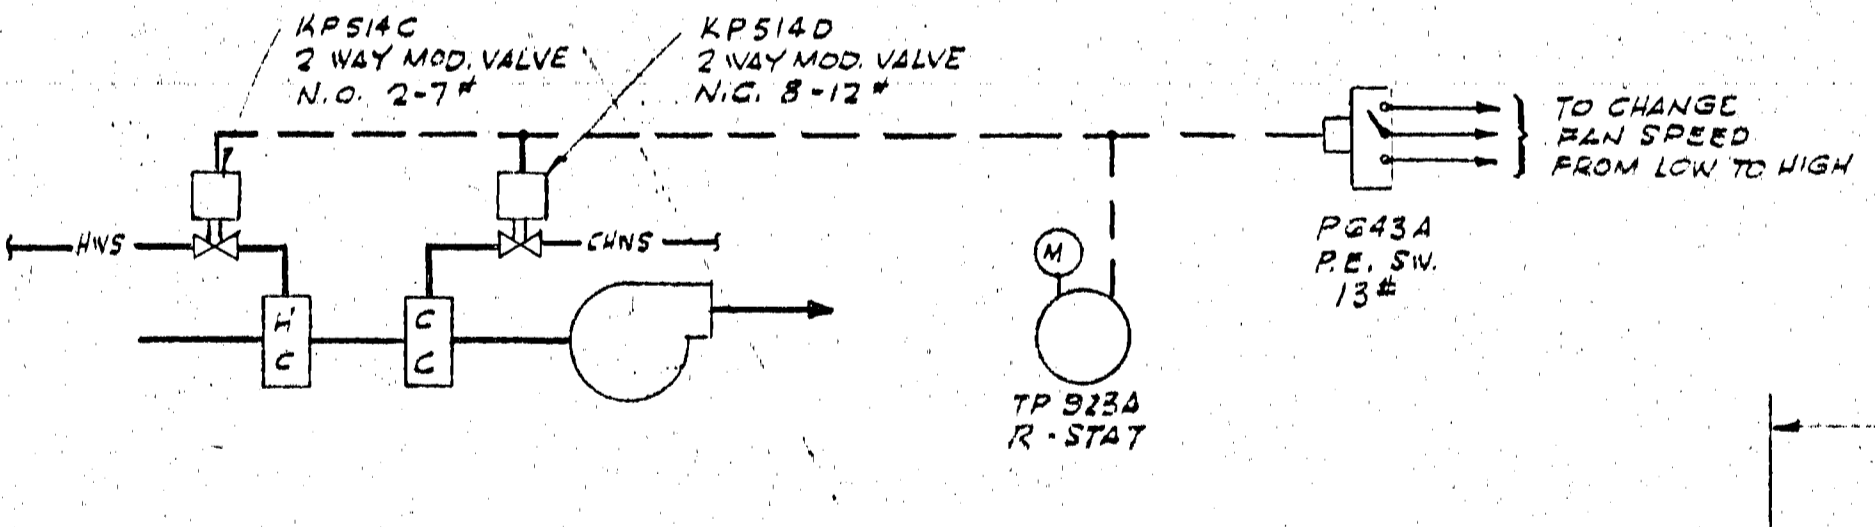 KP514C
2 WAY MOD. VALVE
N.O. 2-7#
KP514D
2 WAY MOD. VALVE
N.C. 8-12#
TO CHANGE
FAN SPEED
FROM LOW TO HIGH
HWS
CHWS
P643A
P.E. SW.
13#
M
H
C
C
C
TP 923A
R-STAT